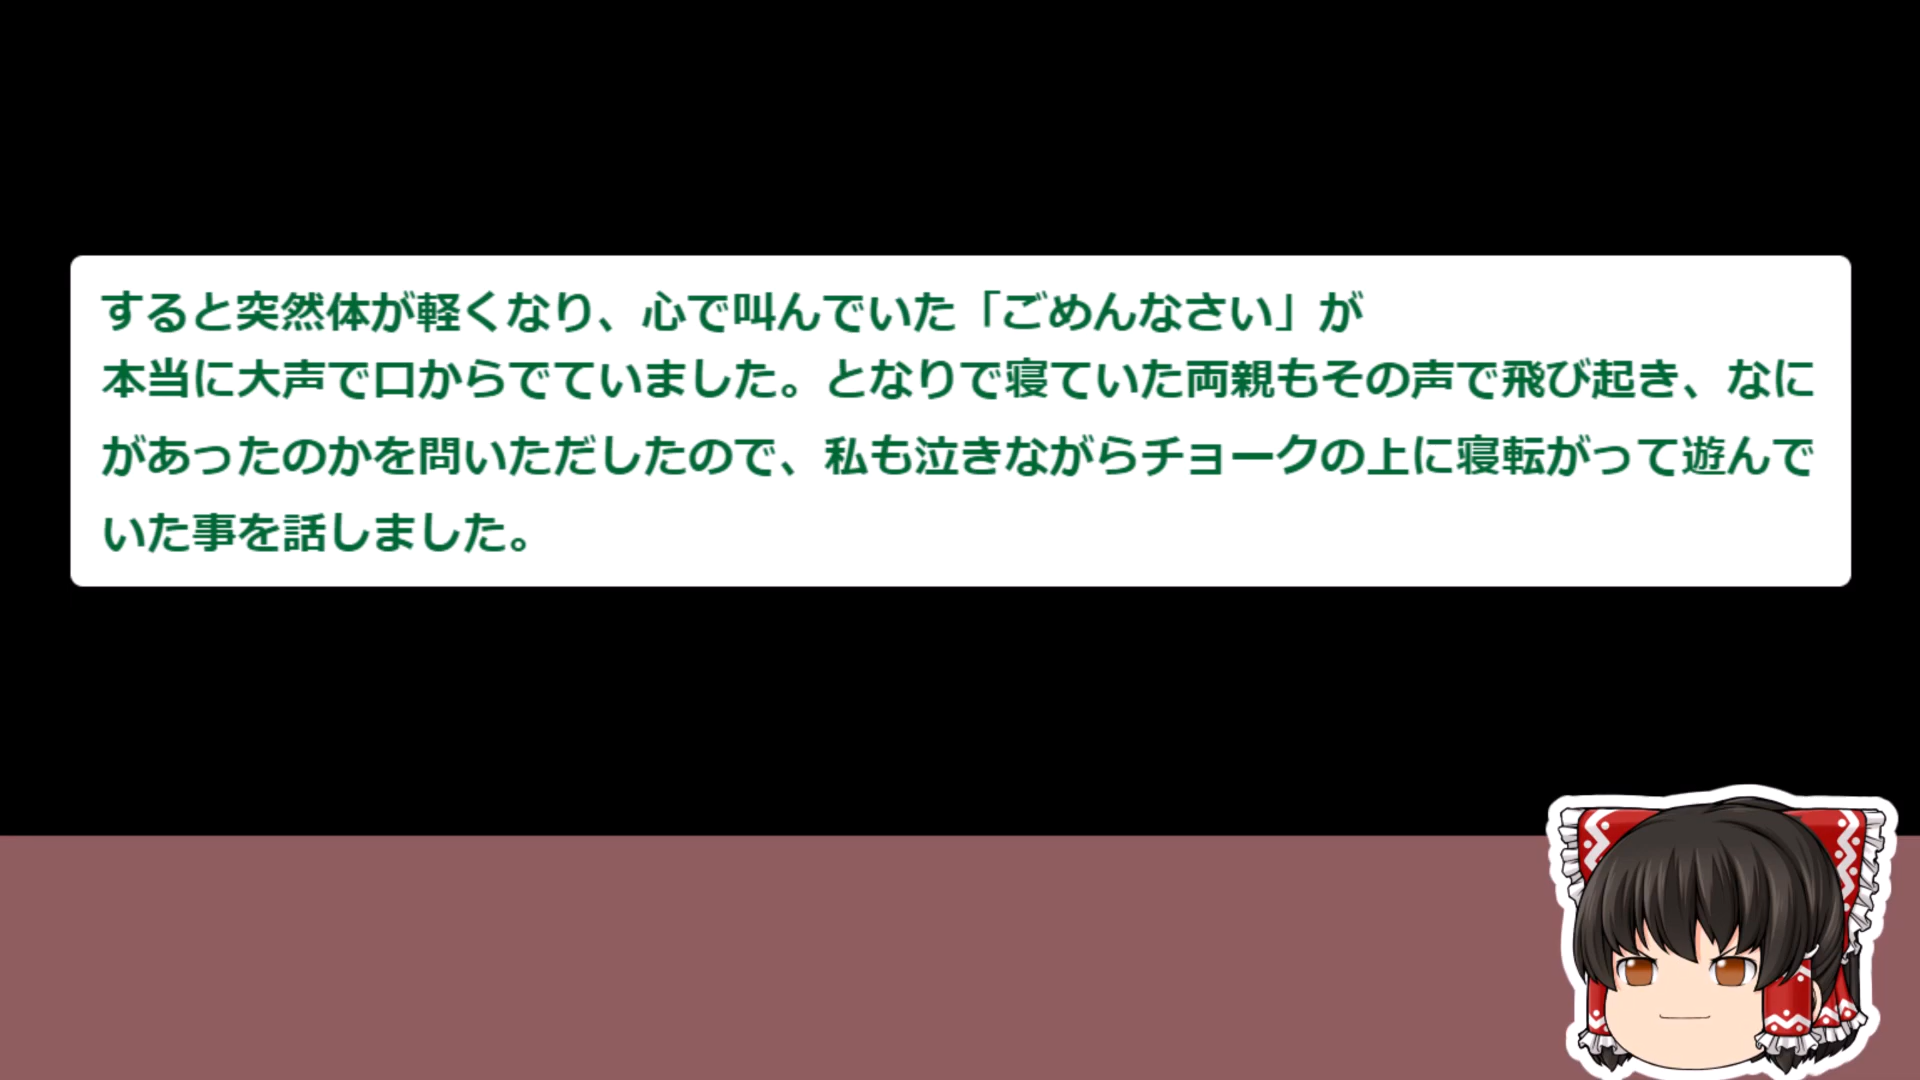 すると突然体が軽くなり、心で叫んでいた「ごめんなさい」が
本当に大声で口からでていました。となりで寝ていた両親もその声で飛び起き、なに
があったのかを問いただしたので、私も泣きながらチョークの上に寝転がって遊んで
いた事を話しました。